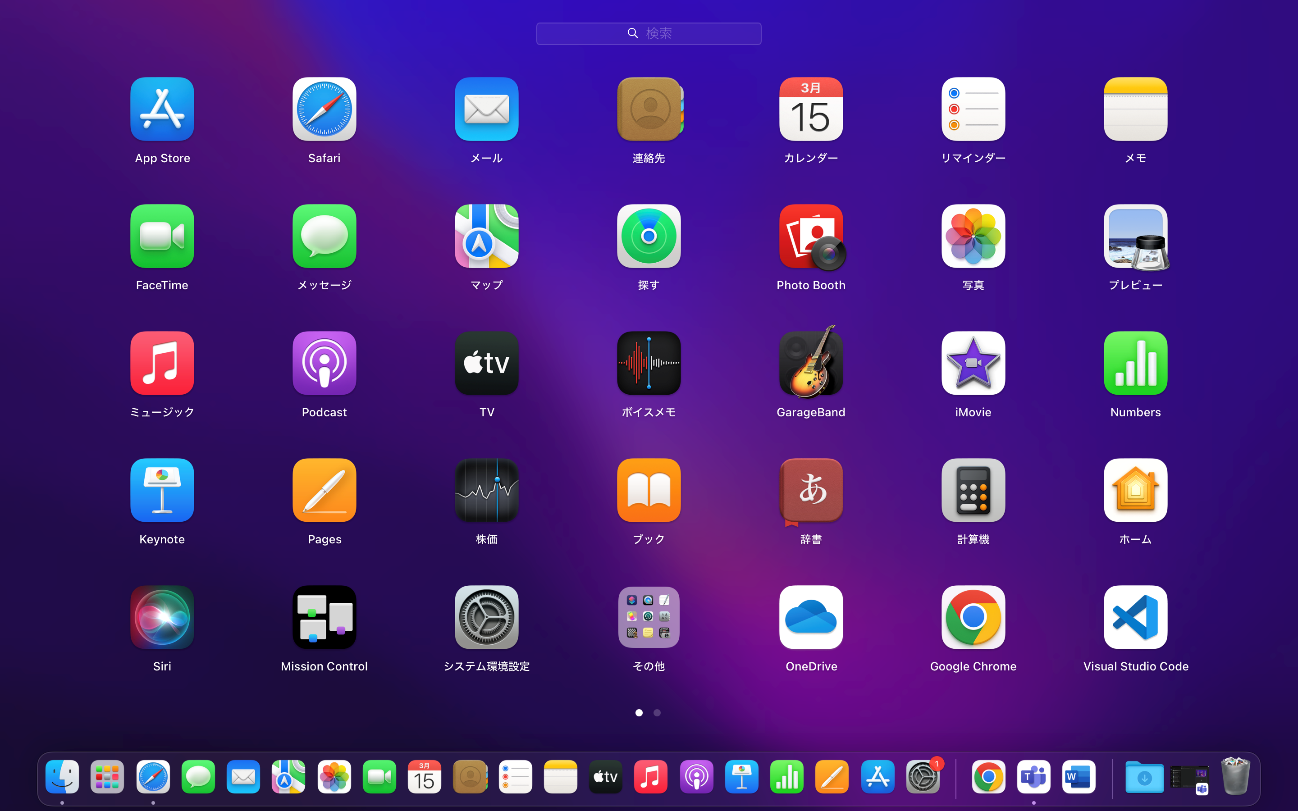 検索
3月
15
App Store
Safari
メール
連絡先
カレンダー
リマインダー
メモ
FaceTime
メッセージ
マップ
探す
Photo Booth
写真
プレビュー
tv
ミュージック
Podcast
TV
ボイスメモ
GarageBand
iMovie
Numbers
あ
Keynote
Pages
株価
ブック
辞書
計算機
ホーム
Siri
Mission Control
システム環境設定
その他
OneDrive
Google Chrome
Visual Studio Code
3月
15
tv
1
T
W